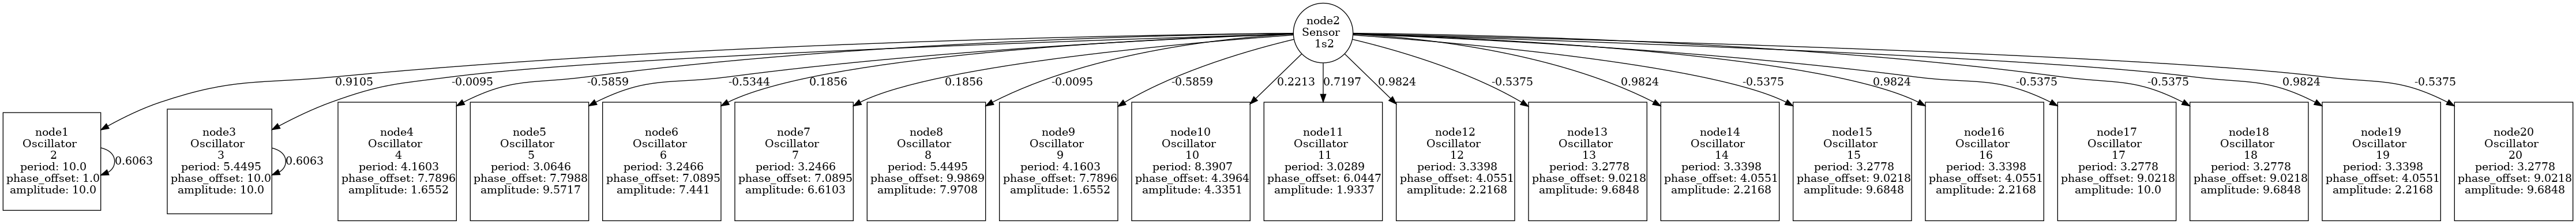 node2
Sensor
1s2
0.9105
-0.0095
-0.5859
-0.5344
0.1856
0.1856
-0.0095
-0.5859
0.2213
0.7197
0.9824
-0.5375
0.9824
-0.5375
0.9824
-0.5375
-0.5375
0.9824
-0.5375
node1
Oscillator
2
period: 10.0
phase_offset: 1.0
amplitude: 10.0
0.6063
node3
Oscillator
3
period: 5.4495
phase_offset: 10.0
amplitude: 10.0
0.6063
node4
Oscillator
4
period: 4.1603
phase_offset: 7.7896
amplitude: 1.6552
node5
Oscillator
5
period: 3.0646
phase_offset: 7.7988
amplitude: 9.5717
node6
Oscillator
6
period: 3.2466
phase_offset: 7.0895
amplitude: 7.441
node7
Oscillator
7
period: 3.2466
phase_offset: 7.0895
amplitude: 6.6103
node8
Oscillator
8
period: 5.4495
phase_offset: 9.9869
amplitude: 7.9708
node9
Oscillator
9
period: 4.1603
phase_offset: 7.7896
amplitude: 1.6552
node10
Oscillator
10
period: 8.3907
phase_offset: 4.3964
amplitude: 4.3351
node11
Oscillator
11
period: 3.0289
phase_offset: 6.0447
amplitude: 1.9337
node12
Oscillator
12
period: 3.3398
phase_offset: 4.0551
amplitude: 2.2168
node13
Oscillator
13
period: 3.2778
phase_offset: 9.0218
amplitude: 9.6848
node14
Oscillator
14
period: 3.3398
phase_offset: 4.0551
amplitude: 2.2168
node15
Oscillator
15
period: 3.2778
phase_offset: 9.0218
amplitude: 9.6848
node16
Oscillator
16
period: 3.3398
phase_offset: 4.0551
amplitude: 2.2168
node17
Oscillator
17
period: 3.2778
phase_offset: 9.0218
amplitude: 10.0
node18
Oscillator
18
period: 3.2778
phase_offset: 9.0218
amplitude: 9.6848
node19
Oscillator
19
period: 3.3398
phase_offset: 4.0551
amplitude: 2.2168
node20
Oscillator
20
period: 3.2778
phase_offset: 9.0218
amplitude: 9.6848